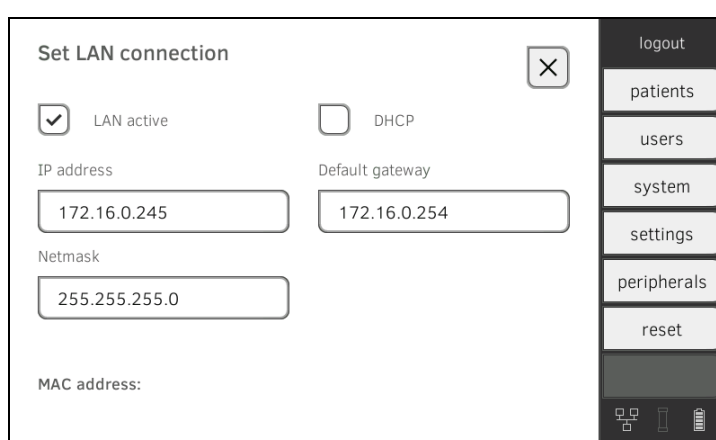 Set LAN connection
LAN active
DHCP
IP address
Default gateway
172.16.0.245
172.16.0.254
Netmask
255.255.255.0
MAC address:
logout
patients
users
system
settings
peripherals
reset